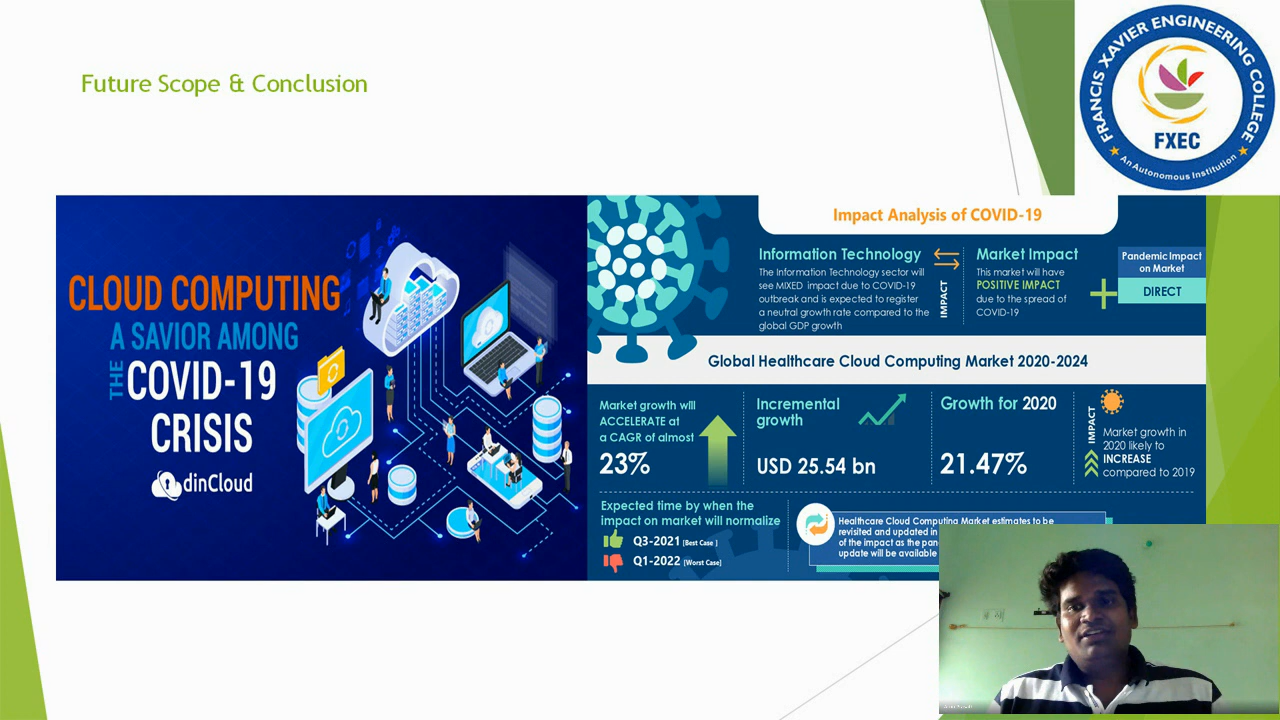 Future Scope & Conclusion
FRANCIS XAVIER ENGINEERING COLLEGE
FXEC
An Autonomous Institution
CLOUD COMPUTING
A SAVIOR AMONG
THE COVID-19
CRISIS
dinCloud
Impact Analysis of COVID-19
Information Technology
The Information Technology sector will
see MIXED impact due to COVID-19
outbreak and is expected to register
a neutral growth rate compared to the
global GDP growth
IMPACT
Market Impact
This market will have
POSITIVE IMPACT
due to the spread of
COVID-19
Pandemic Impact
on Market
DIRECT
Global Healthcare Cloud Computing Market 2020-2024
Market growth will
ACCELERATE at
a CAGR of almost
23%
Incremental
growth
USD 25.54 bn
Growth for 2020
21.47%
IMPACT
Market growth in
2020 likely to
INCREASE
compared to 2019
Expected time by when the
impact on market will normalize
Q3-2021 [Best Case ]
Q1-2022 [Worst Case]
Healthcare Cloud Computing Market estimates to be
revisited and updated in
of the impact as the
update will be available